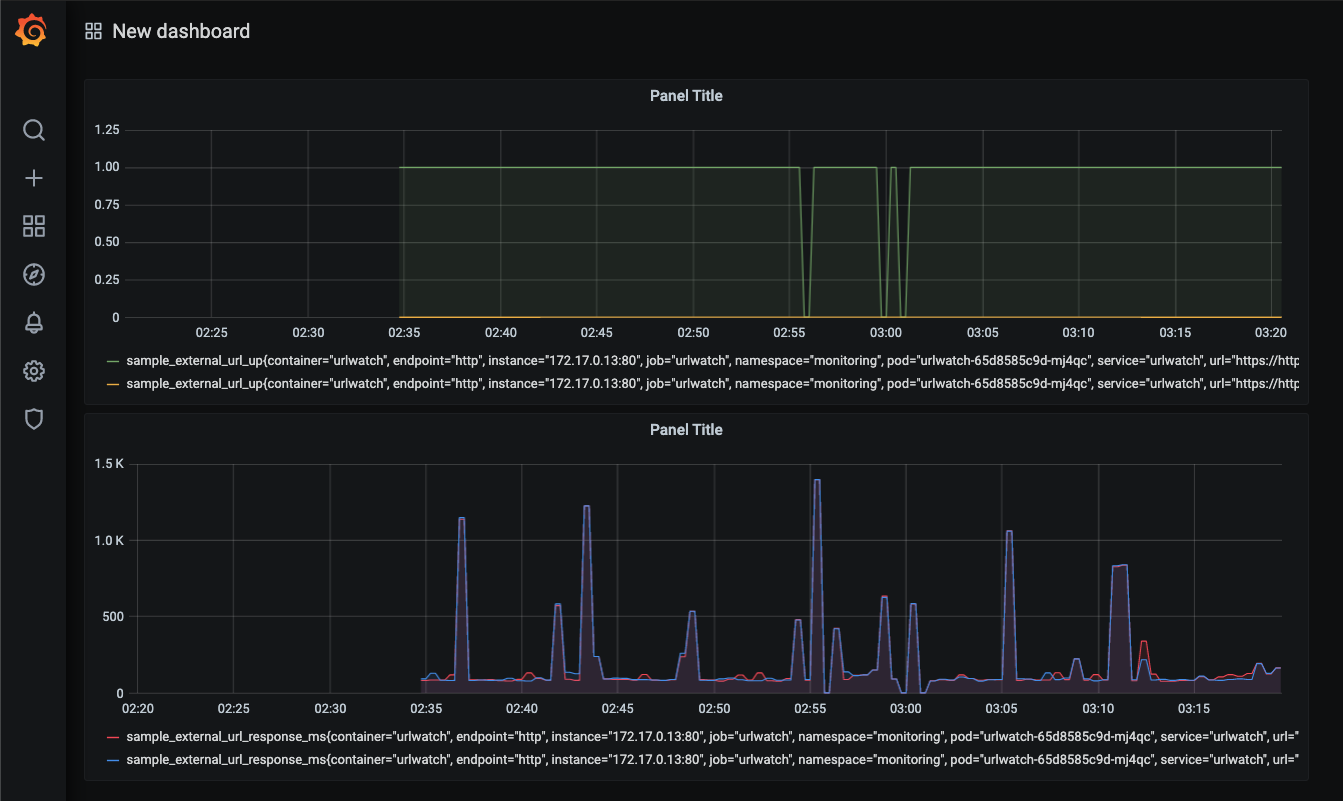 New dashboard
Panel Title
1.25
1.00
0.75
0.50
0.25
0
02:25 02:30 02:35 02:40 02:45 02:50 02:55 03:00 03:05 03:10 03:15 03:20
sample_external_url_up{container="urlwatch", endpoint="http", instance="172.17.0.13:80", job="urlwatch", namespace="monitoring", pod="urlwatch-65d8585c9d-mj4qc", service="urlwatch", url="https://http
sample_external_url_up{container="urlwatch", endpoint="http", instance="172.17.0.13:80", job="urlwatch", namespace="monitoring", pod="urlwatch-65d8585c9d-mj4qc", service="urlwatch", url="https://http
Panel Title
1.5 K
1.0 K
500
0
02:20 02:25 02:30 02:35 02:40 02:45 02:50 02:55 03:00 03:05 03:10 03:15
sample_external_url_response_ms{container="urlwatch", endpoint="http", instance="172.17.0.13:80", job="urlwatch", namespace="monitoring", pod="urlwatch-65d8585c9d-mj4qc", service="urlwatch", url="
sample_external_url_response_ms{container="urlwatch", endpoint="http", instance="172.17.0.13:80", job="urlwatch", namespace="monitoring", pod="urlwatch-65d8585c9d-mj4qc", service="urlwatch", url="